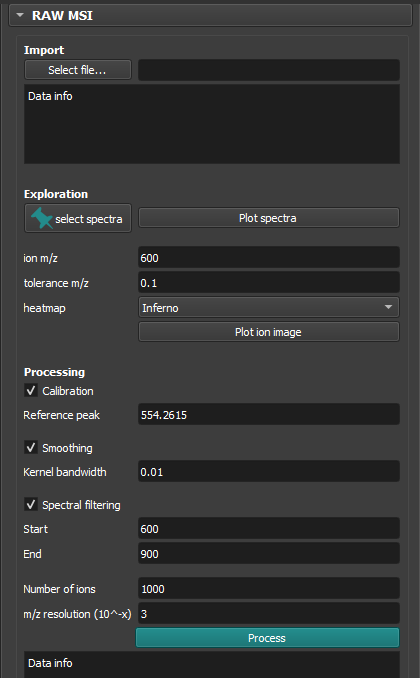 RAW MSI
Import
Select file...
Data info
Exploration
select spectra
Plot spectra
ion m/z
600
tolerance m/z
0.1
heatmap
Inferno
Plot ion image
Processing
Calibration
Reference peak
554.2615
Smoothing
Kernel bandwidth
0.01
Spectral filtering
Start
600
End
900
Number of ions
1000
m/z resolution (10^-x)
3
Process
Data info